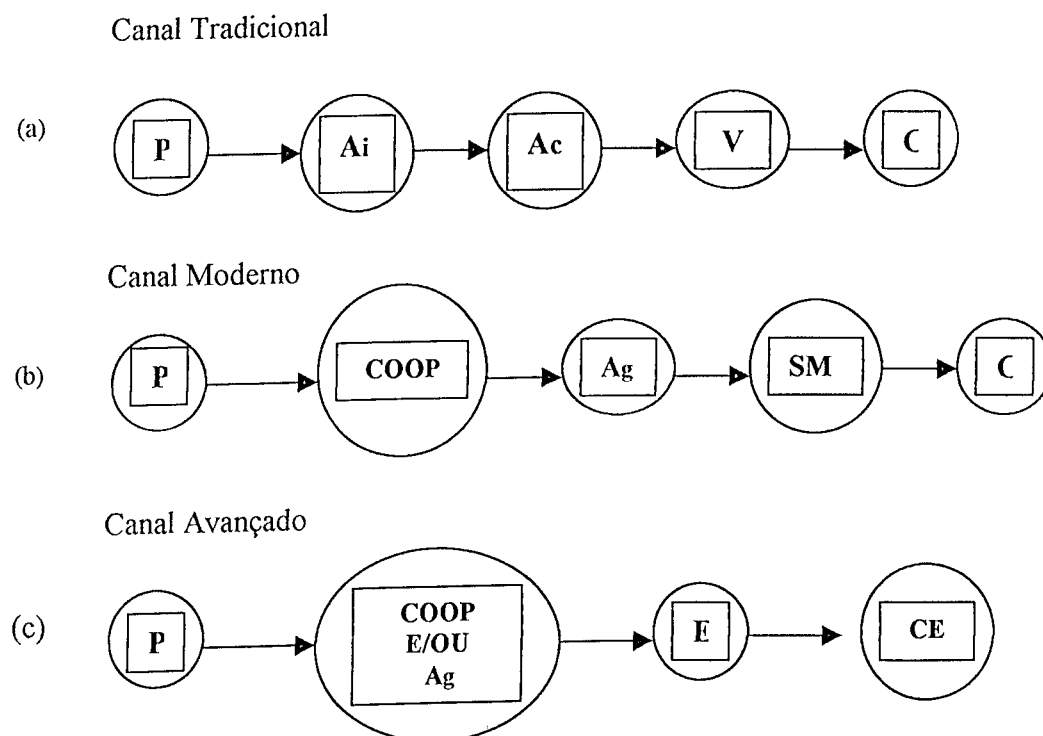 Canal Tradicional
(a) P Ai Ac V C
Canal Moderno
(b) P COOP Ag SM C
Canal Avançado
(c) P COOP E/OU Ag E CE